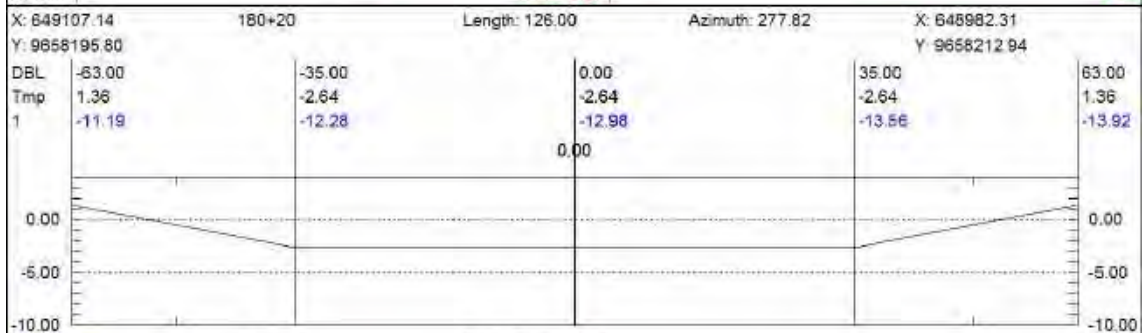 X: 649107.14 180+20 Length: 126.00 Azimuth: 277.82 X: 648982.31
Y: 9658195.80 Y: 9658212.94
DBL -63.00 -35.00 0.00 35.00 63.00
Tmp 1.36 -2.64 -2.64 -2.64 1.36
1 -11.19 -12.28 -12.98 -13.56 -13.92
0.00
0.00 0.00
-5.00 -5.00
-10.00 -10.00